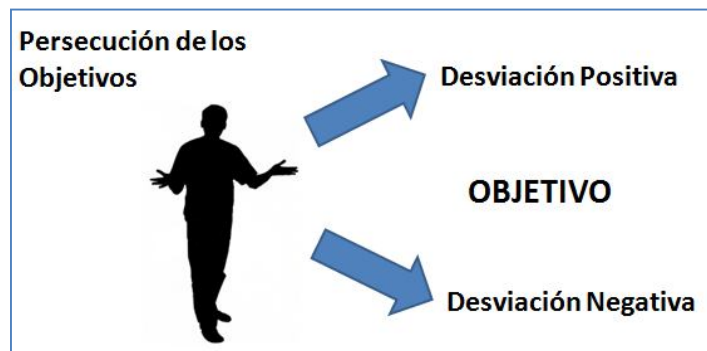 Persecución de los
Objetivos
Desviación Positiva
OBJETIVO
Desviación Negativa